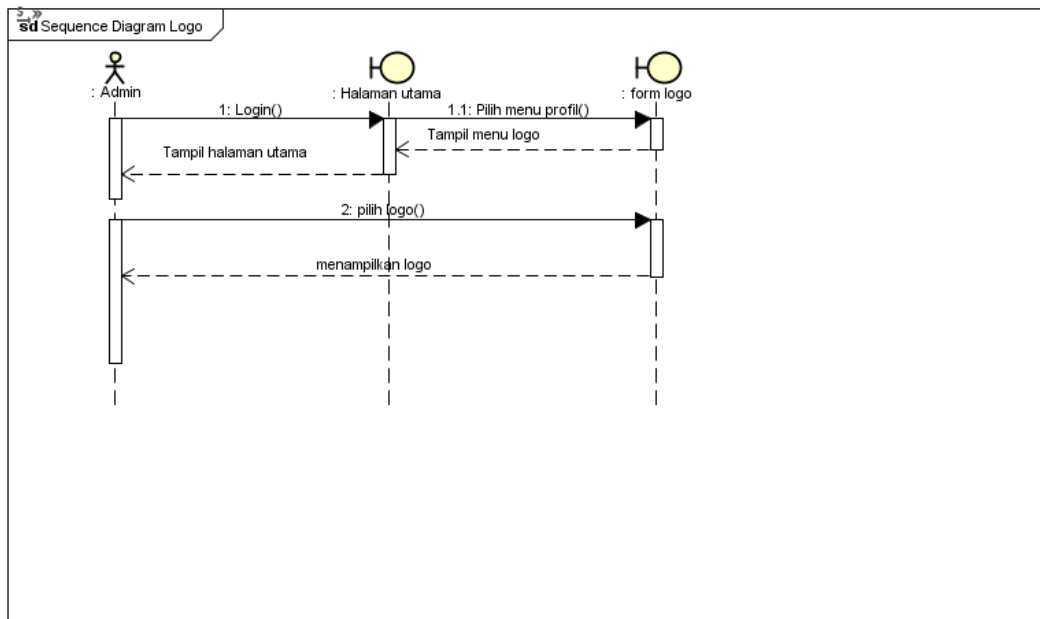 sd Sequence Diagram Logo
: Admin
: Halaman utama
: form logo
1: Login()
1.1: Pilih menu profil()
Tampil menu logo
Tampil halaman utama
2: pilih logo()
menampilkan logo